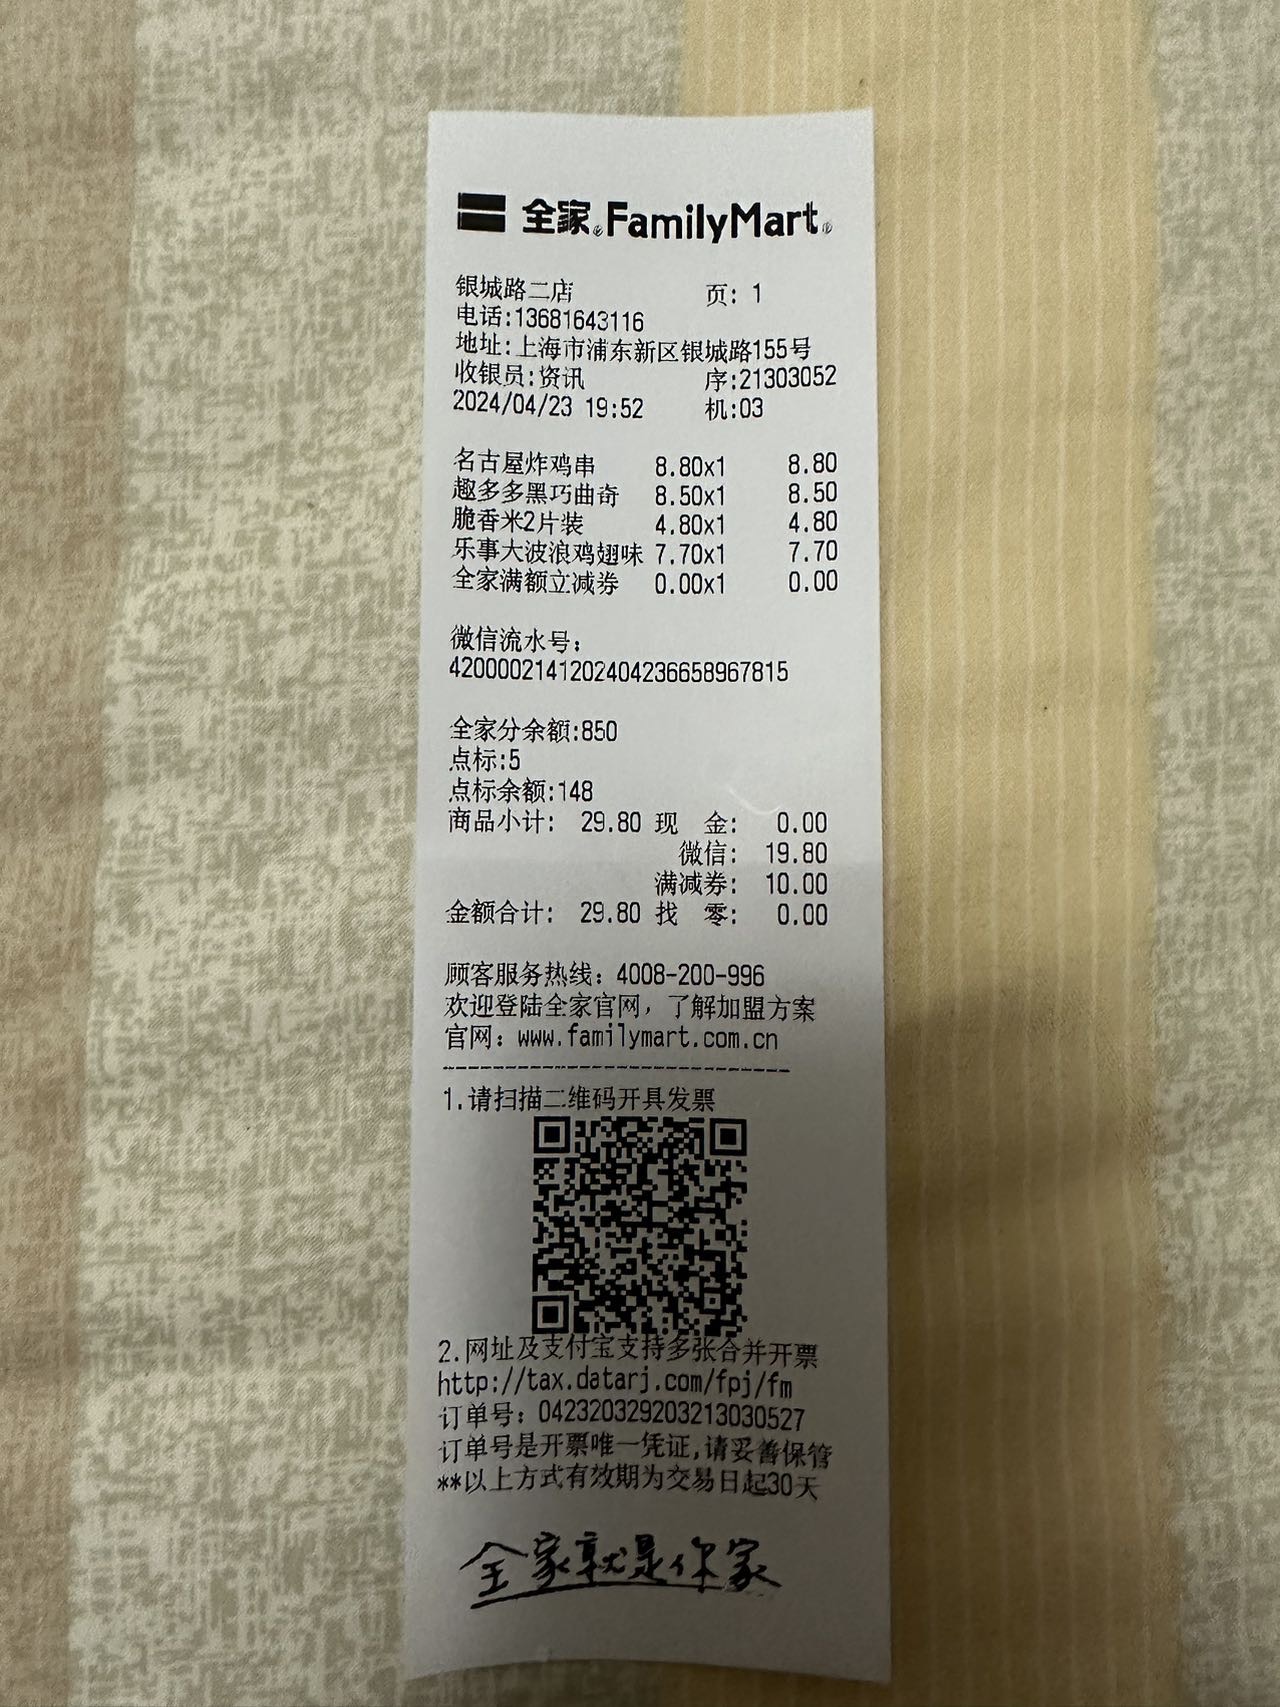 全家®FamilyMart®
银城路二店 页: 1
电话:13681643116
地址:上海市浦东新区银城路155号
收银员:资讯 序:21303052
2024/04/23 19:52 机:03
名古屋炸鸡串 8.80x1 8.80
趣多多黑巧曲奇 8.50x1 8.50
脆香米2片装 4.80x1 4.80
乐事大波浪鸡翅味 7.70x1 7.70
全家满额立减券 0.00x1 0.00
微信流水号:
4200002141202404236658967815
全家分余额:850
点标:5
点标余额:148
商品小计: 29.80 现 金: 0.00
微信: 19.80
满减券: 10.00
金额合计: 29.80 找 零: 0.00
顾客服务热线: 4008-200-996
欢迎登陆全家官网，了解加盟方案
官网: www.familymart.com.cn
-----------------------------
1.请扫描二维码开具发票
2.网址及支付宝支持多张合并开票
http://tax.datarj.com/fpj/fm
订单号: 0423203292032130305​27
订单号是开票唯一凭证,请妥善保管
**以上方式有效期为交易日起30天
全家就是你家